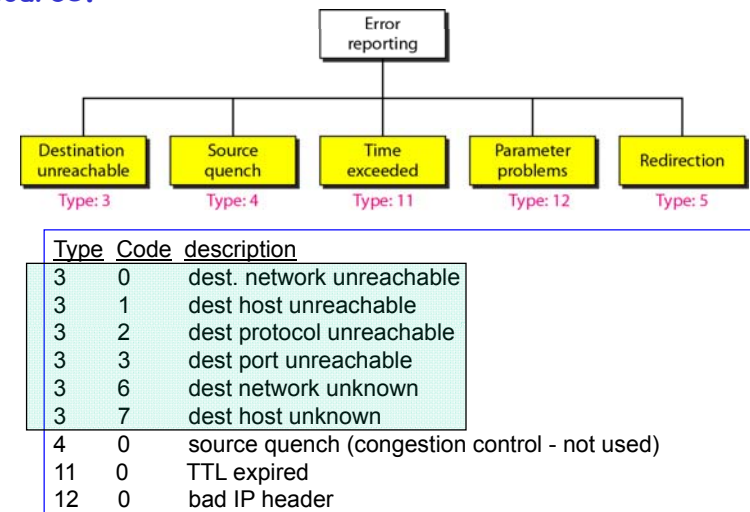 Error
reporting
Destination
unreachable
Source
quench
Time
exceeded
Parameter
problems
Redirection
Type: 3
Type: 4
Type: 11
Type: 12
Type: 5
Type Code description
3 0 dest. network unreachable
3 1 dest host unreachable
3 2 dest protocol unreachable
3 3 dest port unreachable
3 6 dest network unknown
3 7 dest host unknown
4 0 source quench (congestion control - not used)
11 0 TTL expired
12 0 bad IP header